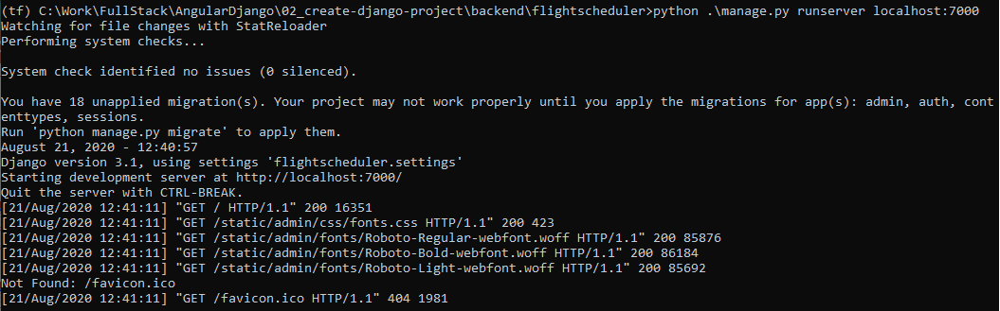 (tf) C:\Work\FullStack\AngularDjango\02_create-django-project\backend\flightscheduler>python .\manage.py runserver localhost:7000
Watching for file changes with StatReloader
Performing system checks...
System check identified no issues (0 silenced).
You have 18 unapplied migration(s). Your project may not work properly until you apply the migrations for app(s): admin, auth, cont
enttypes, sessions.
Run 'python manage.py migrate' to apply them.
August 21, 2020 - 12:40:57
Django version 3.1, using settings 'flightscheduler.settings'
Starting development server at http://localhost:7000/
Quit the server with CTRL-BREAK.
[21/Aug/2020 12:41:11] "GET / HTTP/1.1" 200 16351
[21/Aug/2020 12:41:11] "GET /static/admin/css/fonts.css HTTP/1.1" 200 423
[21/Aug/2020 12:41:11] "GET /static/admin/fonts/Roboto-Regular-webfont.woff HTTP/1.1" 200 85876
[21/Aug/2020 12:41:11] "GET /static/admin/fonts/Roboto-Bold-webfont.woff HTTP/1.1" 200 86184
[21/Aug/2020 12:41:11] "GET /static/admin/fonts/Roboto-Light-webfont.woff HTTP/1.1" 200 85692
Not Found: /favicon.ico
[21/Aug/2020 12:41:11] "GET /favicon.ico HTTP/1.1" 404 1981